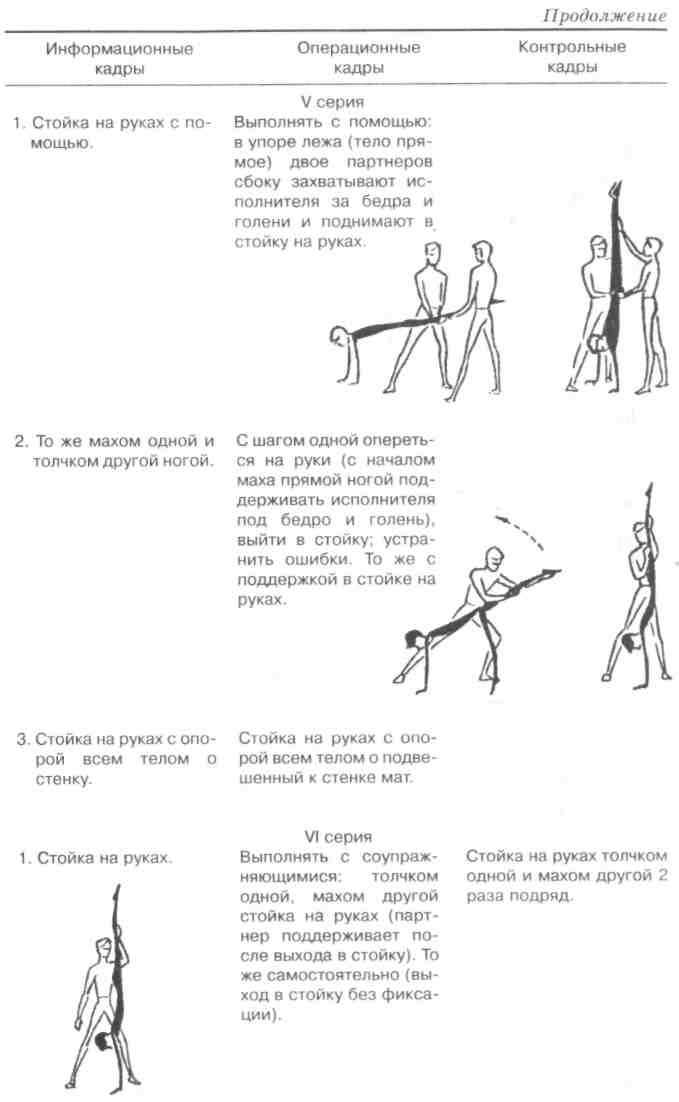 Продолжение
Информационные
кадры
Операционные
кадры
Контрольные
кадры
V серия
1. Стойка на руках с по-
мощью.
Выполнять с помощью:
в упоре лежа (тело пря-
мое) двое партнеров
сбоку захватывают ис-
полнителя за бедра и
голени и поднимают в
стойку на руках.
2. То же махом одной и
толчком другой ногой.
С шагом одной опереть-
ся на руки (с началом
маха прямой ногой под-
держивать исполнителя
под бедро и голень),
выйти в стойку; устра-
нить ошибки. То же с
поддержкой в стойке на
руках.
3. Стойка на руках с опо-
рой всем телом о
стенку.
Стойка на руках с опо-
рой всем телом о подве-
шенный к стенке мат.
VI серия
1. Стойка на руках.
Выполнять с соупраж-
няющимися: толчком
одной, махом другой
стойка на руках (парт-
нер поддерживает по-
сле выхода в стойку). То
же самостоятельно (вы-
ход в стойку без фикса-
ции).
Стойка на руках толчком
одной и махом другой 2
раза подряд.